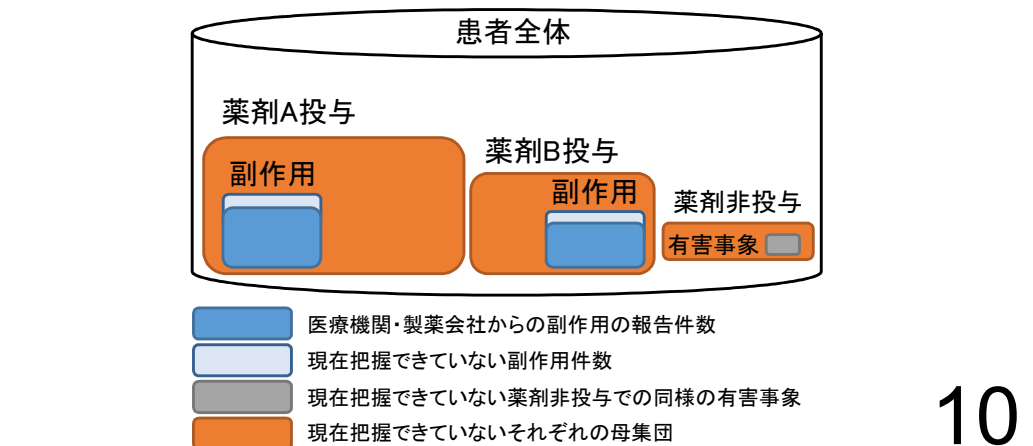 患者全体
薬剤A投与
薬剤B投与
副作用
副作用
薬剤非投与
有害事象
医療機関・製薬会社からの副作用の報告件数
現在把握できていない副作用件数
現在把握できていない薬剤非投与での同様の有害事象
現在把握できていないそれぞれの母集団
10